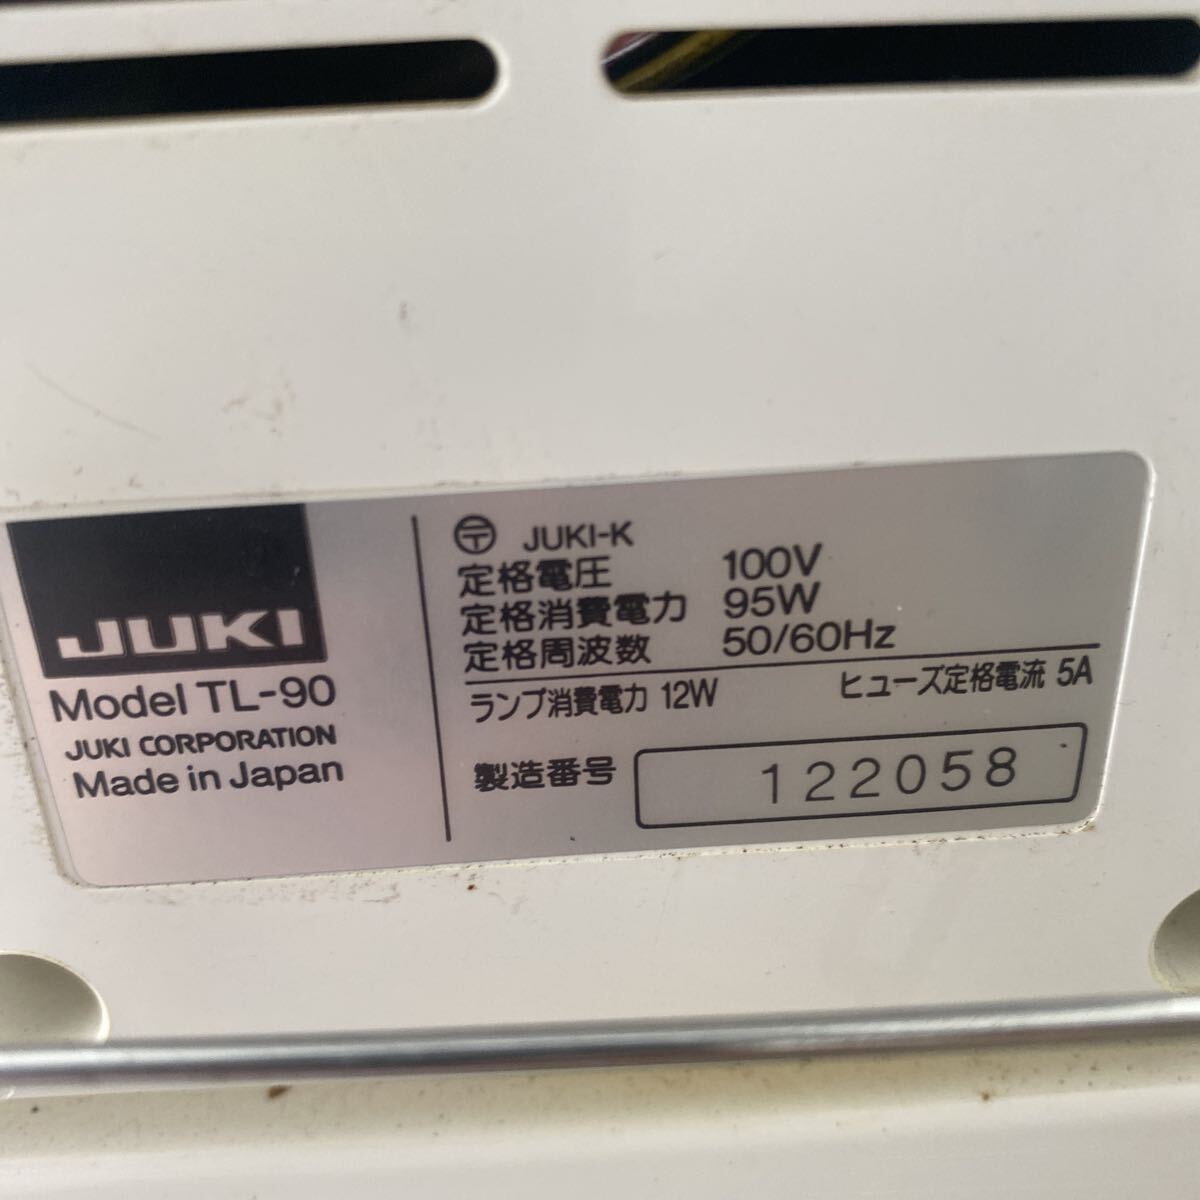 JUKI
Model TL-90
JUKI CORPORATION
Made in Japan
〶 JUKI-K
定格電圧 100V
定格消費電力 95W
定格周波数 50/60Hz
ランプ消費電力 12W ヒューズ定格電流 5A
製造番号 122058